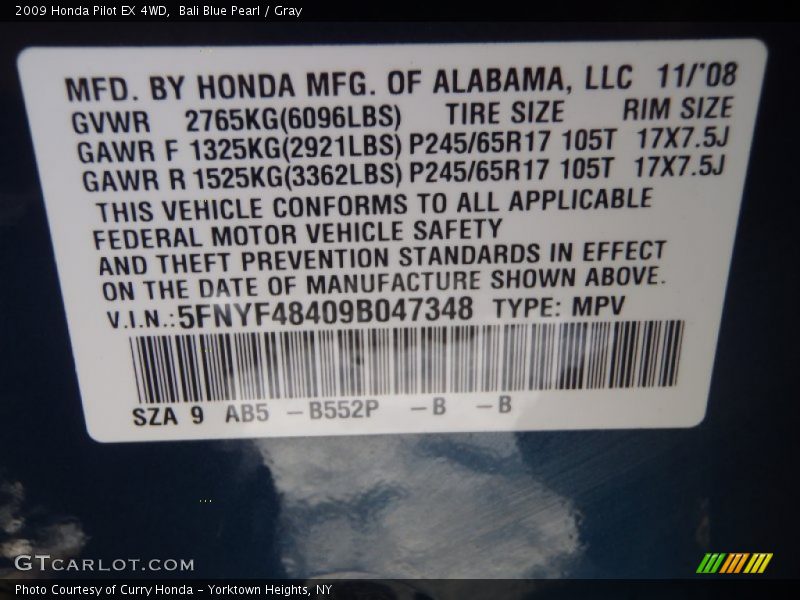 2009 Honda Pilot EX 4WD,  Bali Blue Pearl / Gray
MFD. BY HONDA MFG. OF ALABAMA, LLC 11/'08
GVWR 2765KG(6096LBS) TIRE SIZE RIM SIZE
GAWR F 1325KG(2921LBS) P245/65R17 105T 17X7.5J
GAWR R 1525KG(3362LBS) P245/65R17 105T 17X7.5J
THIS VEHICLE CONFORMS TO ALL APPLICABLE
FEDERAL MOTOR VEHICLE SAFETY
AND THEFT PREVENTION STANDARDS IN EFFECT
ON THE DATE OF MANUFACTURE SHOWN ABOVE.
V.I.N.:5FNYF48409B047348 TYPE: MPV
SZA 9 AB5 -B552P -B -B
GTCARLOT.COM
Photo Courtesy of Curry Honda - Yorktown Heights, NY